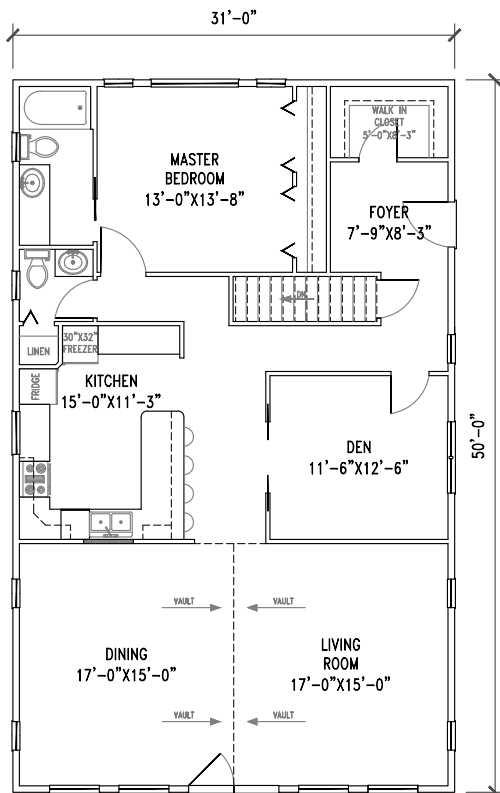 31'-0"
WALK IN
CLOSET
5'-0"X8'-3"
MASTER
BEDROOM
13'-0"X13'-8"
FOYER
7'-9"X8'-3"
DN
30"X32"
FREEZER
LINEN
FRIDGE
KITCHEN
15'-0"X11'-3"
DEN
11'-6"X12'-6"
50'-0"
VAULT
VAULT
DINING
17'-0"X15'-0"
LIVING
ROOM
17'-0"X15'-0"
VAULT
VAULT